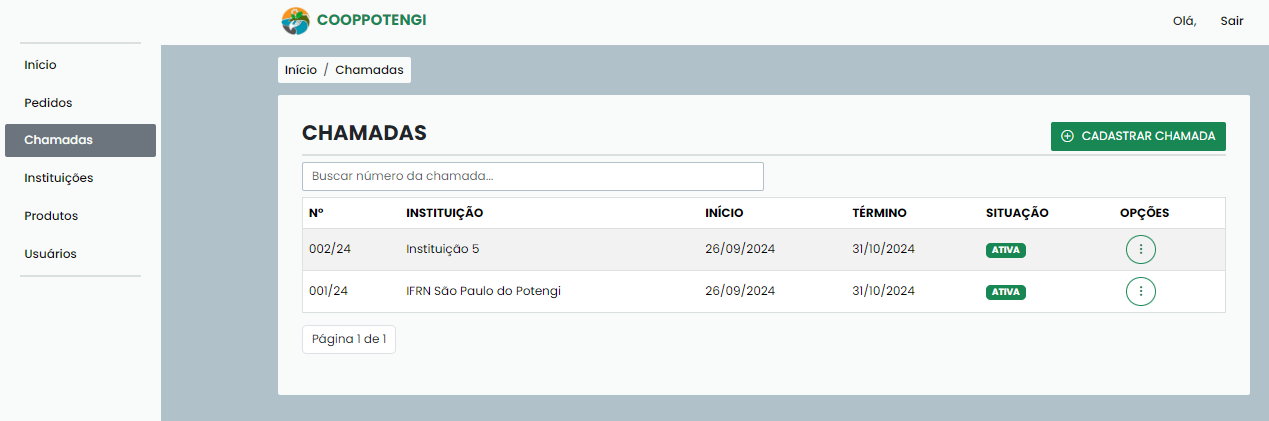 COOPPOTENGI
Olá, Sair
Início
Pedidos
Chamadas
Instituições
Produtos
Usuários
Início / Chamadas
CHAMADAS
CADASTRAR CHAMADA
Buscar número da chamada...
Nº INSTITUIÇÃO INÍCIO TÉRMINO SITUAÇÃO OPÇÕES
002/24 Instituição 5 26/09/2024 31/10/2024 ATIVA
001/24 IFRN São Paulo do Potengi 26/09/2024 31/10/2024 ATIVA
Página 1 de 1